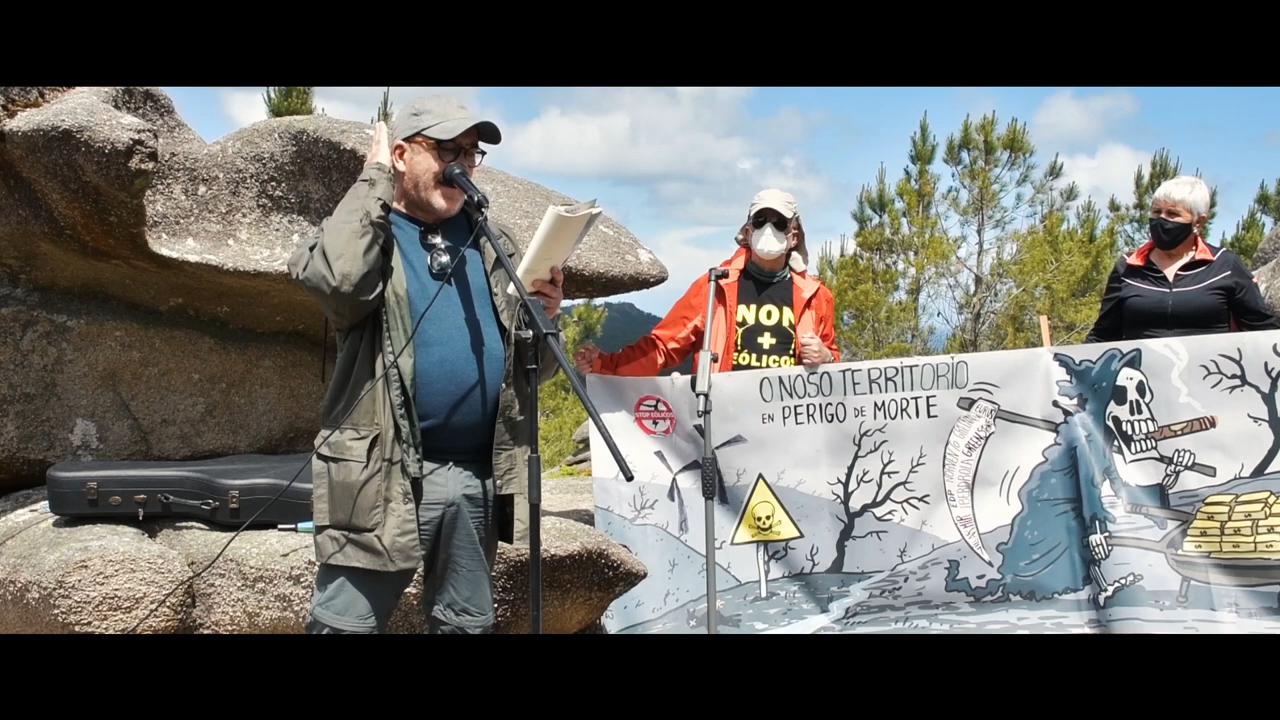 NON
+
EÓLICOS
O NOSO TERRITORIO
EN PERIGO DE MORTE
STOP EÓLICOS